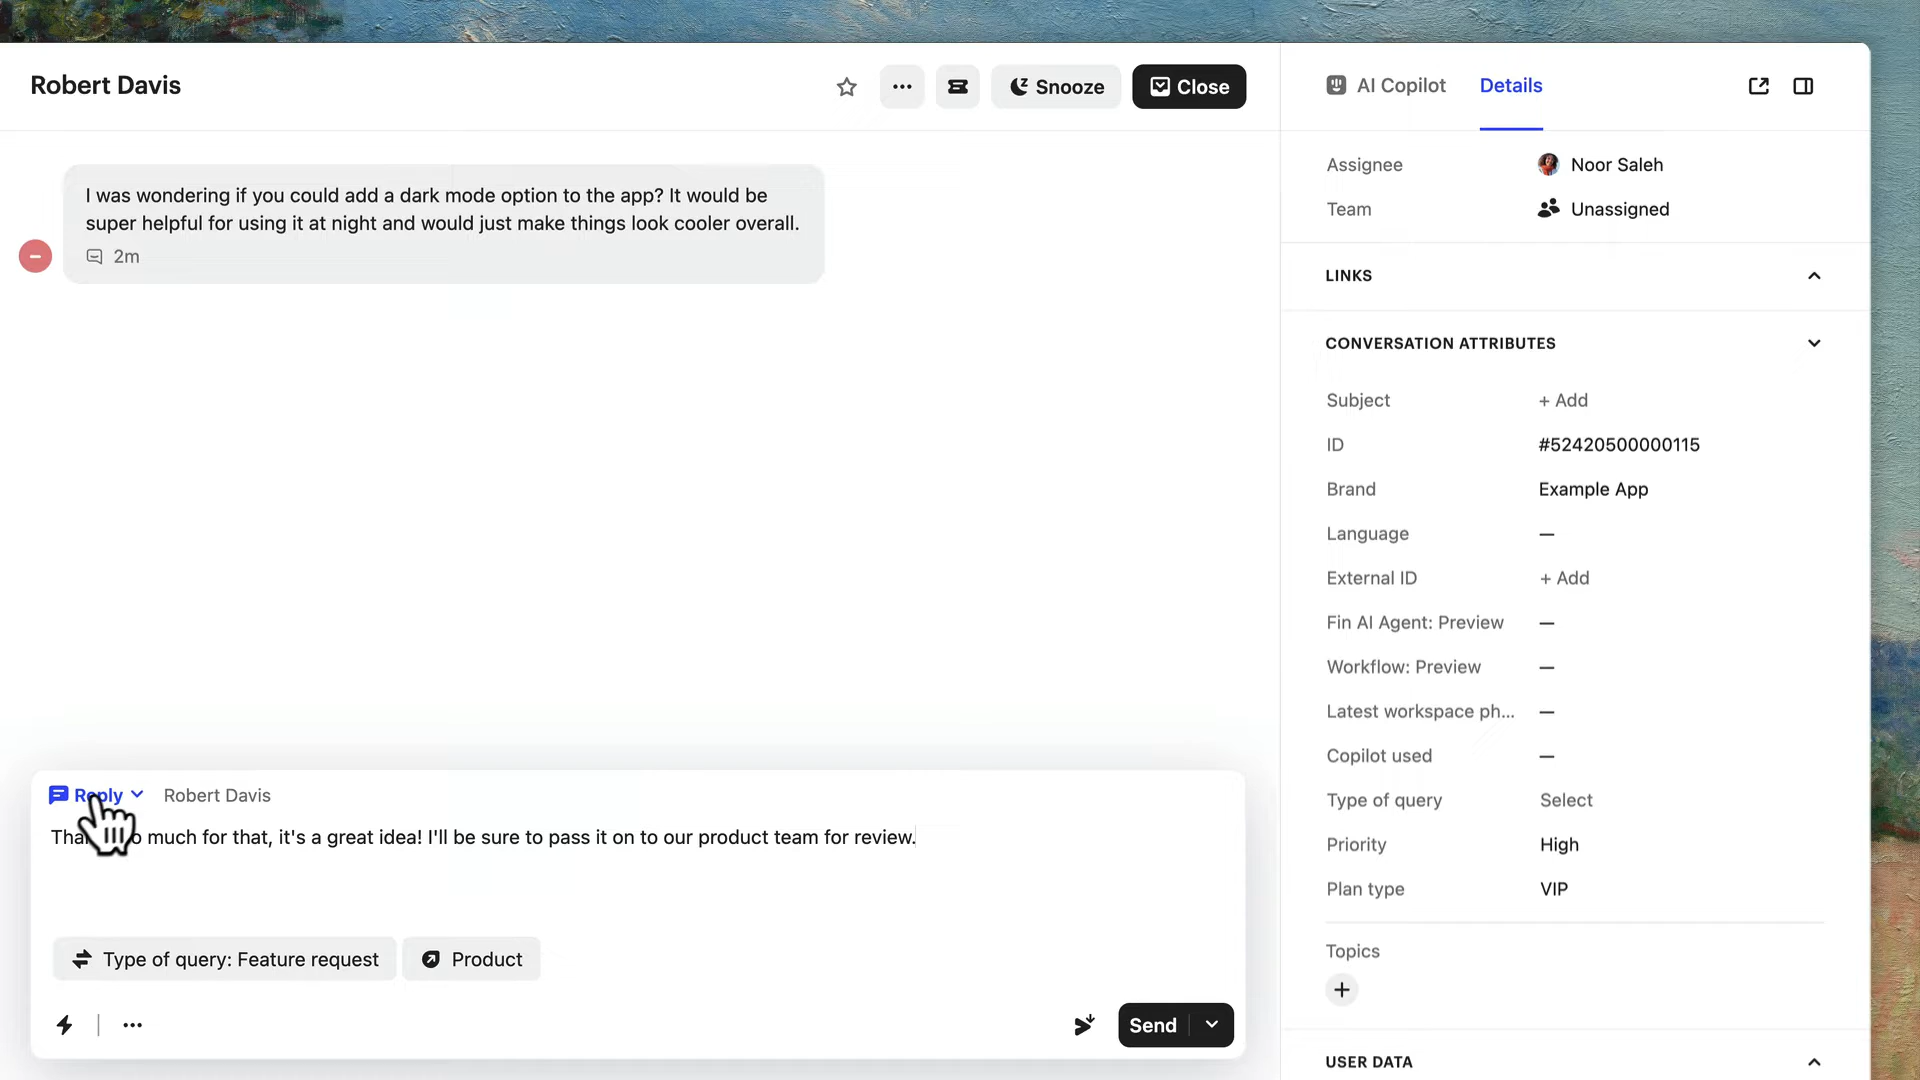 Robert Davis
Snooze
Close
I was wondering if you could add a dark mode option to the app? It would be
super helpful for using it at night and would just make things look cooler overall.
2m
Reply
Robert Davis
much for that, it's a great idea! I'll be sure to pass it on to our product team for review.
Type of query: Feature request
Product
Send
AI Copilot
Details
Assignee
Noor Saleh
Team
Unassigned
LINKS
CONVERSATION ATTRIBUTES
Subject
+ Add
ID
#52420500000115
Brand
Example App
Language
—
External ID
+ Add
Fin AI Agent: Preview
—
Workflow: Preview
—
Latest workspace ph...
—
Copilot used
—
Type of query
Select
Priority
High
Plan type
VIP
Topics
USER DATA